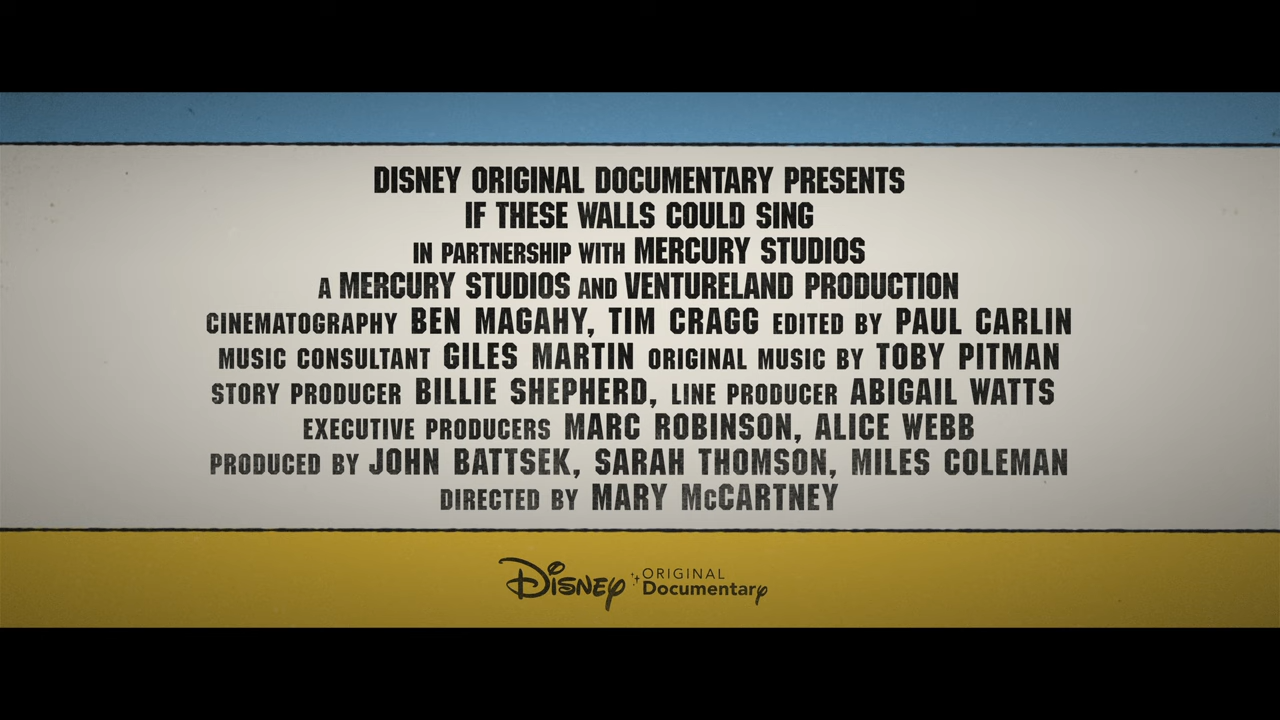 DISNEY ORIGINAL DOCUMENTARY PRESENTS
IF THESE WALLS COULD SING
IN PARTNERSHIP WITH MERCURY STUDIOS
A MERCURY STUDIOS AND VENTURELAND PRODUCTION
CINEMATOGRAPHY BEN MAGAHY, TIM CRAGG EDITED BY PAUL CARLIN
MUSIC CONSULTANT GILES MARTIN ORIGINAL MUSIC BY TOBY PITMAN
STORY PRODUCER BILLIE SHEPHERD, LINE PRODUCER ABIGAIL WATTS
EXECUTIVE PRODUCERS MARC ROBINSON, ALICE WEBB
PRODUCED BY JOHN BATTSEK, SARAH THOMSON, MILES COLEMAN
DIRECTED BY MARY McCARTNEY
Disney ORIGINAL
Documentary